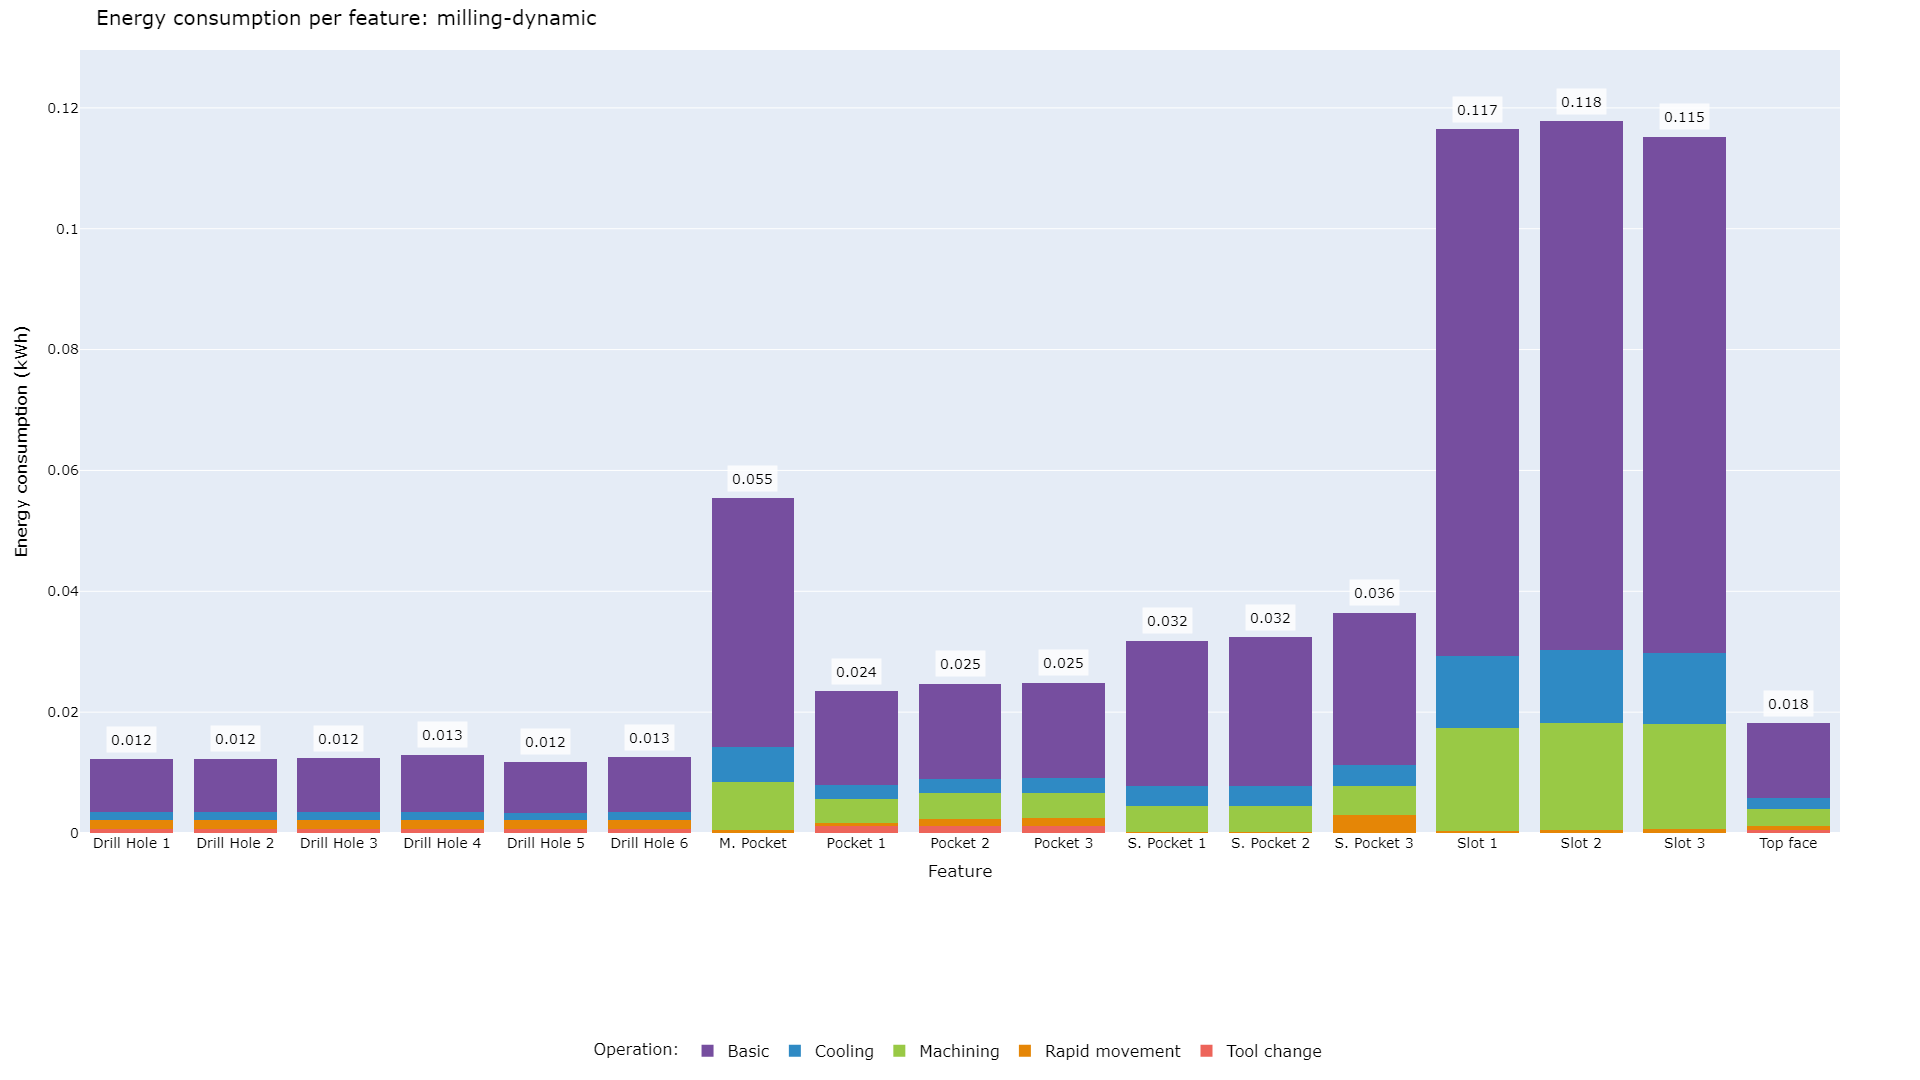 Energy consumption per feature: milling-dynamic
Energy consumption (kWh)
0.12
0.1
0.08
0.06
0.04
0.02
0
0.012
0.012
0.012
0.013
0.012
0.013
0.055
0.024
0.025
0.025
0.032
0.032
0.036
0.117
0.118
0.115
0.018
Drill Hole 1
Drill Hole 2
Drill Hole 3
Drill Hole 4
Drill Hole 5
Drill Hole 6
M. Pocket
Pocket 1
Pocket 2
Pocket 3
S. Pocket 1
S. Pocket 2
S. Pocket 3
Slot 1
Slot 2
Slot 3
Top face
Feature
Operation: Basic Cooling Machining Rapid movement Tool change